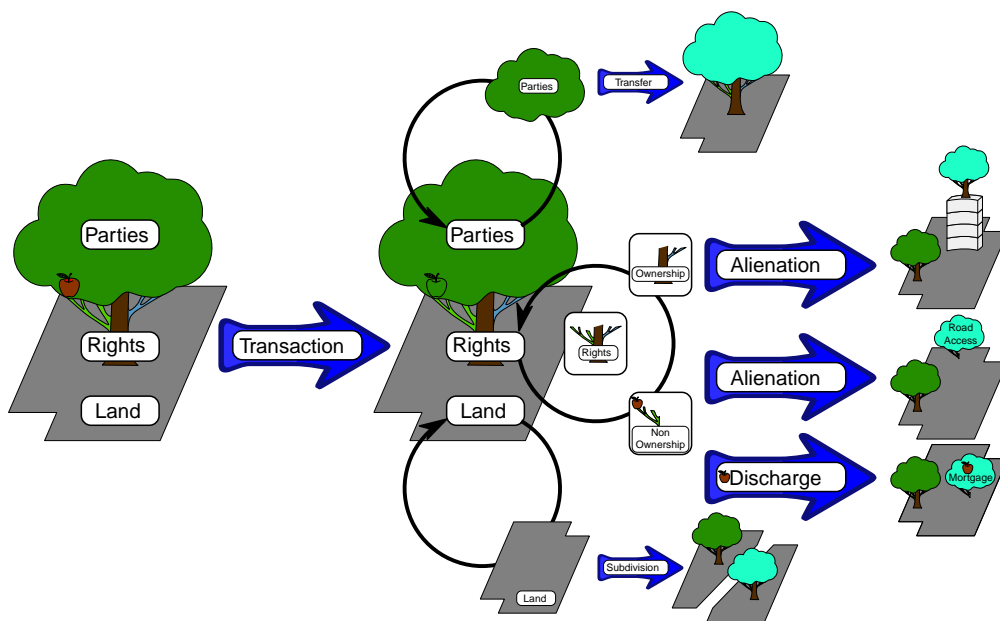 Parties
Rights
Land
Transaction
Parties
Rights
Land
Parties
Transfer
Ownership
Rights
Non
Ownership
Alienation
Alienation
Road
Access
Discharge
Mortgage
Land
Subdivision